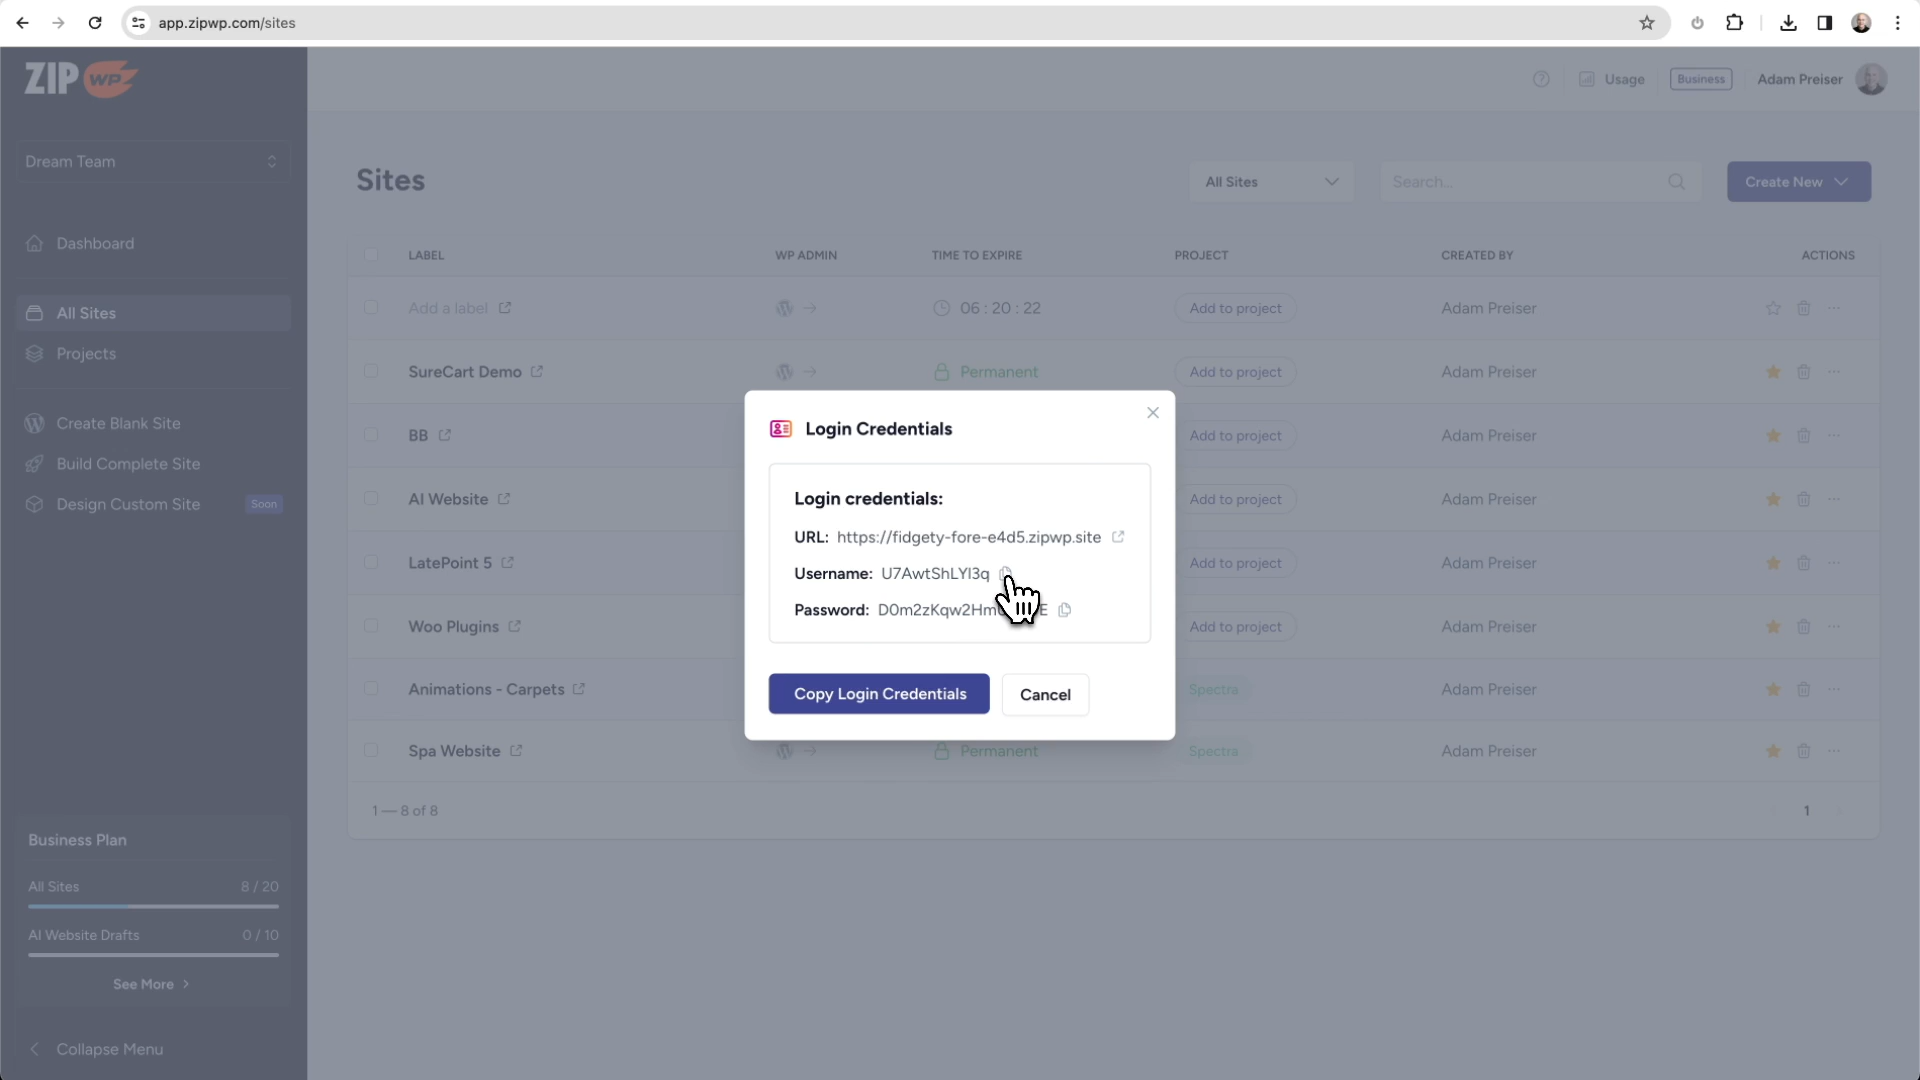 app.zipwp.com/sites
ZIP WP
Usage
Business
Adam Preiser
Dream Team
Sites
All Sites
Search...
Create New
Dashboard
LABEL WP ADMIN TIME TO EXPIRE PROJECT CREATED BY ACTIONS
All Sites
Add a label 06 : 20 : 22 Add to project Adam Preiser
Projects
SureCart Demo Permanent Add to project Adam Preiser
Create Blank Site
BB Add to project Adam Preiser
Build Complete Site
AI Website Add to project Adam Preiser
Design Custom Site Soon
LatePoint 5 Add to project Adam Preiser
Woo Plugins Add to project Adam Preiser
Animations - Carpets Spectra Adam Preiser
Spa Website Permanent Spectra Adam Preiser
1 — 8 of 8 1
Login Credentials
Login credentials:
URL: https://fidgety-fore-e4d5.zipwp.site
Username:
Password:
Copy Login Credentials
Cancel
Business Plan
All Sites 8 / 20
AI Website Drafts 0 / 10
See More
Collapse Menu